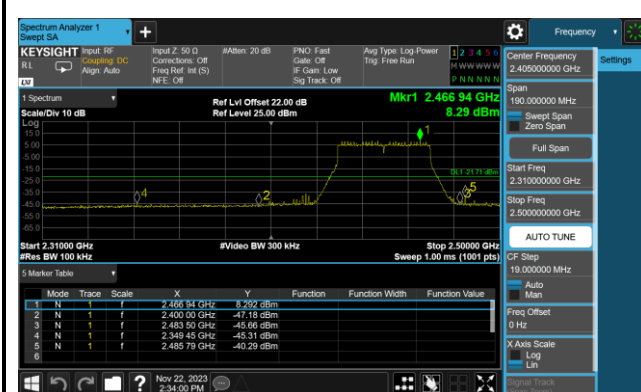 Spectrum Analyzer 1
Swept SA
Frequency
KEYSIGHT Input: RF
RL
Coupling: DC
Align: Auto
Input Z: 50 Ω
Corrections: Off
Freq Ref: Int (S)
NFE: Off
#Atten: 20 dB
PNO: Fast
Gate: Off
IF Gain: Low
Sig Track: Off
Avg Type: Log-Power
Trig: Free Run
1 2 3 4 5 6
M W W W W W
P N N N N N
1 Spectrum
Scale/Div 10 dB
Ref Lvl Offset 22.00 dB
Ref Level 25.00 dBm
Mkr1 2.466 94 GHz
8.29 dBm
Log
15.0
5.00
-5.00
-15.0
-25.0
-35.0
-45.0
-55.0
-65.0
1
DL1 -21.71 dBm
4
2
3
5
Start 2.31000 GHz
#Res BW 100 kHz
#Video BW 300 kHz
Stop 2.50000 GHz
Sweep 1.00 ms (1001 pts)
5 Marker Table
Mode Trace Scale X Y Function Function Width Function Value
1 N 1 f 2.466 94 GHz 8.292 dBm
2 N 1 f 2.400 00 GHz -47.18 dBm
3 N 1 f 2.483 50 GHz -45.66 dBm
4 N 1 f 2.349 45 GHz -45.31 dBm
5 N 1 f 2.485 79 GHz -40.29 dBm
6
Nov 22, 2023
2:34:00 PM
Center Frequency
2.405000000 GHz
Settings
Span
190.000000 MHz
Swept Span
Zero Span
Full Span
Start Freq
2.310000000 GHz
Stop Freq
2.500000000 GHz
AUTO TUNE
CF Step
19.000000 MHz
Auto
Man
Freq Offset
0 Hz
X Axis Scale
Log
Lin
Signal Track